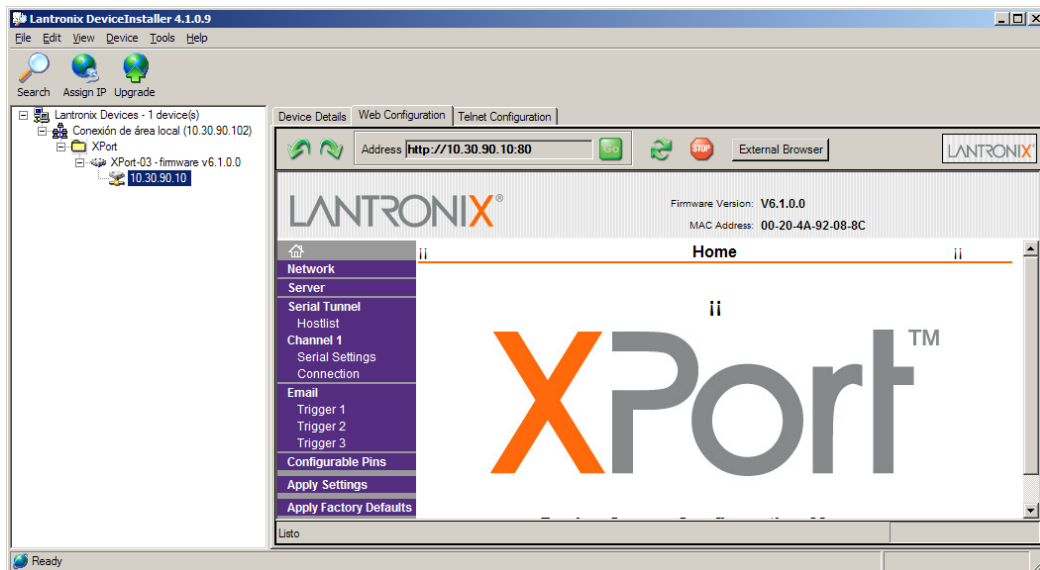 Lantronix DeviceInstaller 4.1.0.9
File Edit View Device Tools Help
Search Assign IP Upgrade
Lantronix Devices - 1 device(s)
Conexión de área local (10.30.90.102)
XPort
XPort-03 - firmware v6.1.0.0
10.30.90.10
Device Details Web Configuration Telnet Configuration
Address http://10.30.90.10:80 Go STOP External Browser LANTRONIX
LANTRONIX®
Firmware Version: V6.1.0.0
MAC Address: 00-20-4A-92-08-8C
¡¡ Home ¡¡
Network
Server
Serial Tunnel
Hostlist
Channel 1
Serial Settings
Connection
Email
Trigger 1
Trigger 2
Trigger 3
Configurable Pins
Apply Settings
Apply Factory Defaults
¡¡
XPort™
Listo
Ready